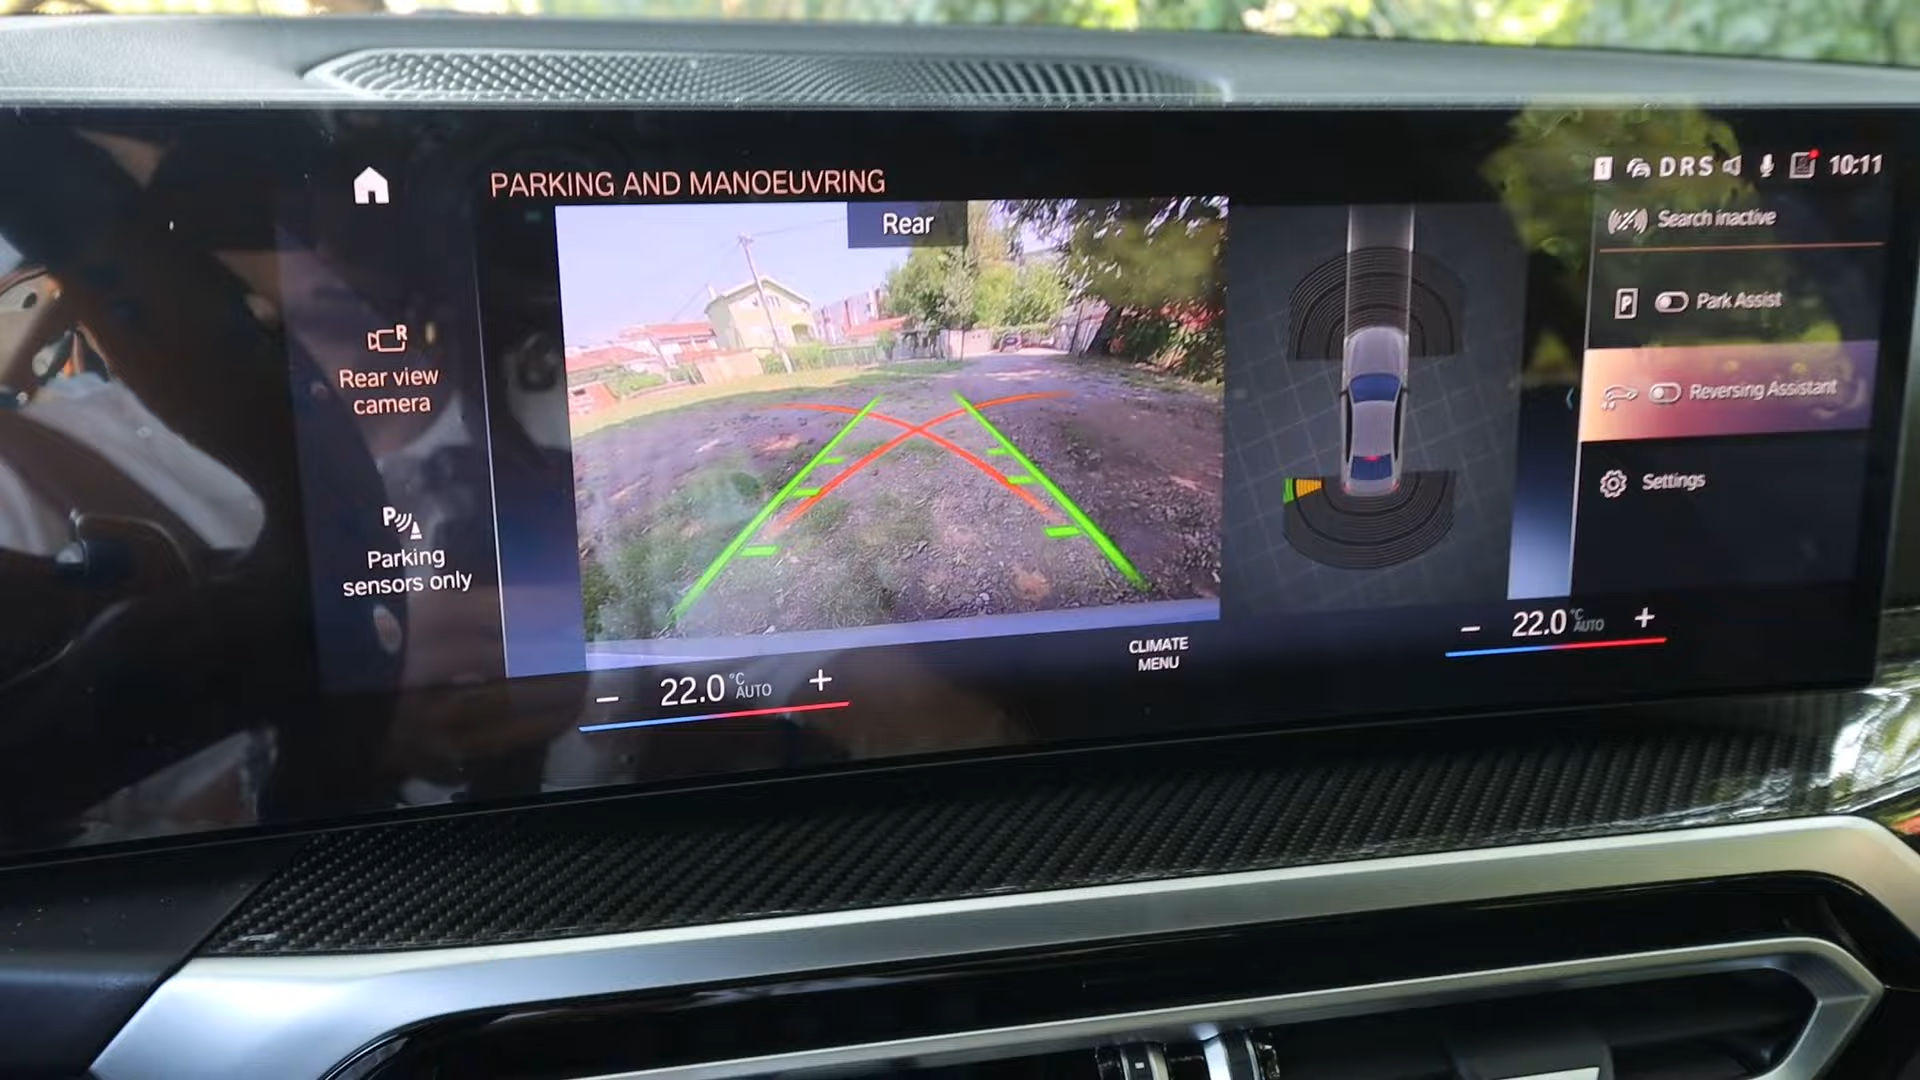 PARKING AND MANOEUVRING
1 DRS 10:11
Rear
Search inactive
P Park Assist
R
Rear view
camera
Reversing Assistant
Settings
P
Parking
sensors only
22.0 °C AUTO
CLIMATE
MENU
22.0 °C AUTO